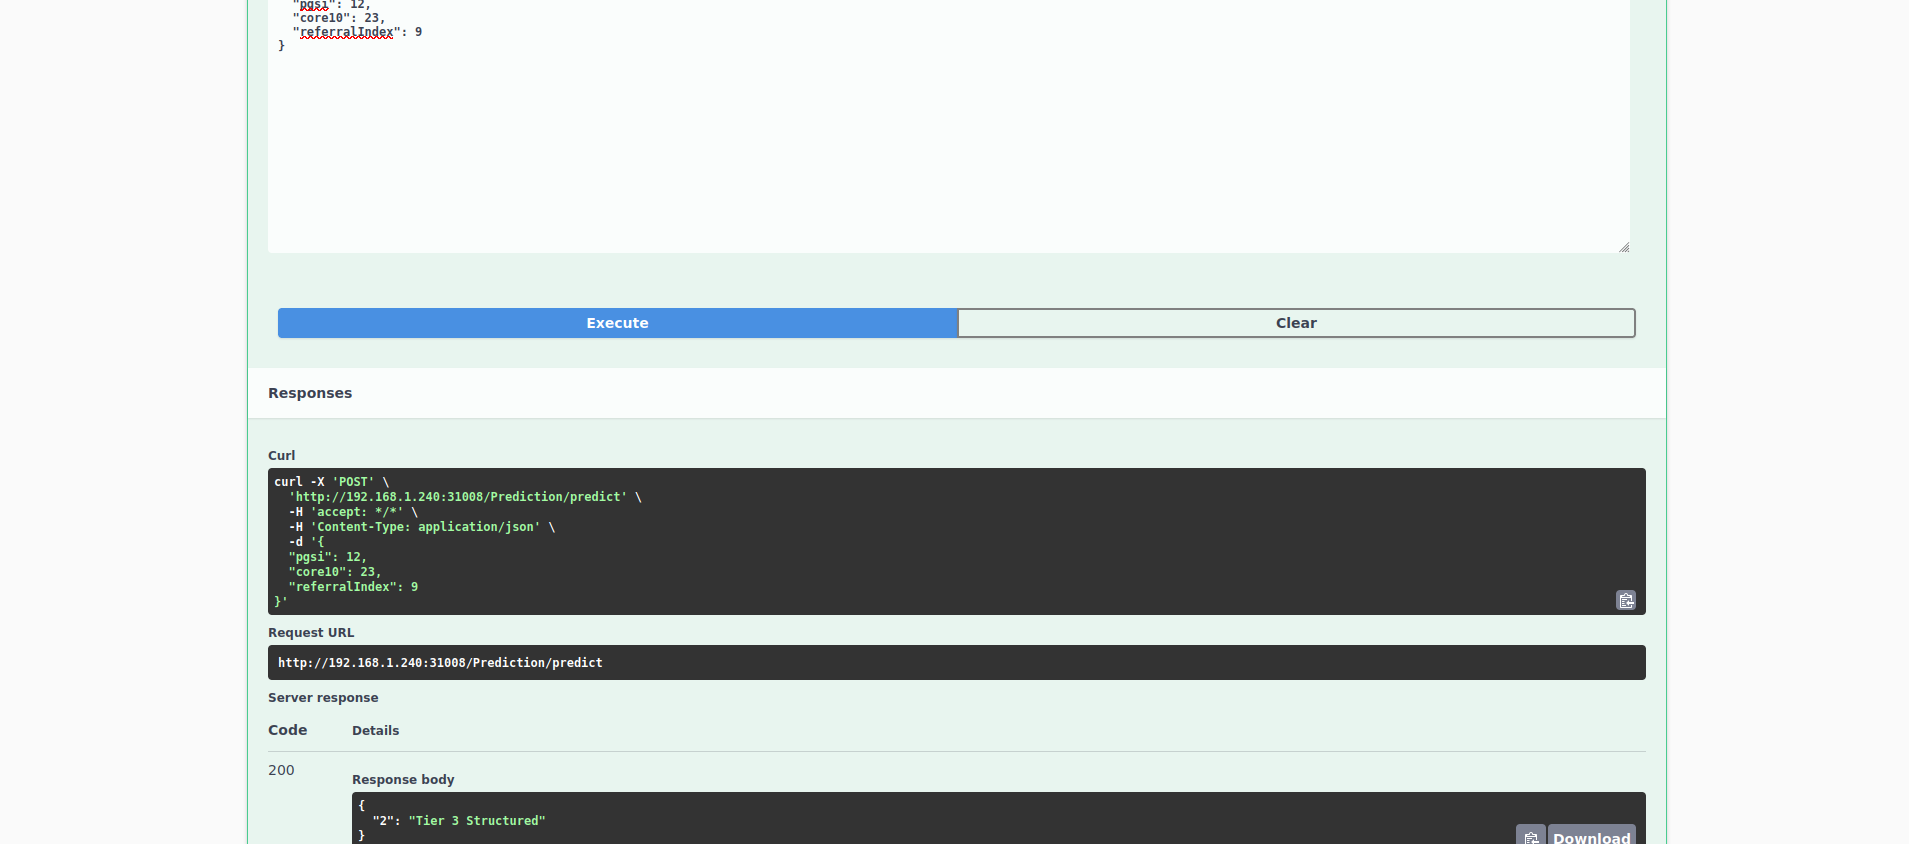 "pgsi": 12,
"core10": 23,
"referralIndex": 9
}
Execute
Clear
Responses
Curl
curl -X 'POST' \
'http://192.168.1.240:31008/Prediction/predict' \
-H 'accept: */*' \
-H 'Content-Type: application/json' \
-d '{
"pgsi": 12,
"core10": 23,
"referralIndex": 9
}'
Request URL
http://192.168.1.240:31008/Prediction/predict
Server response
Code Details
200
Response body
{
"2": "Tier 3 Structured"
}
Download